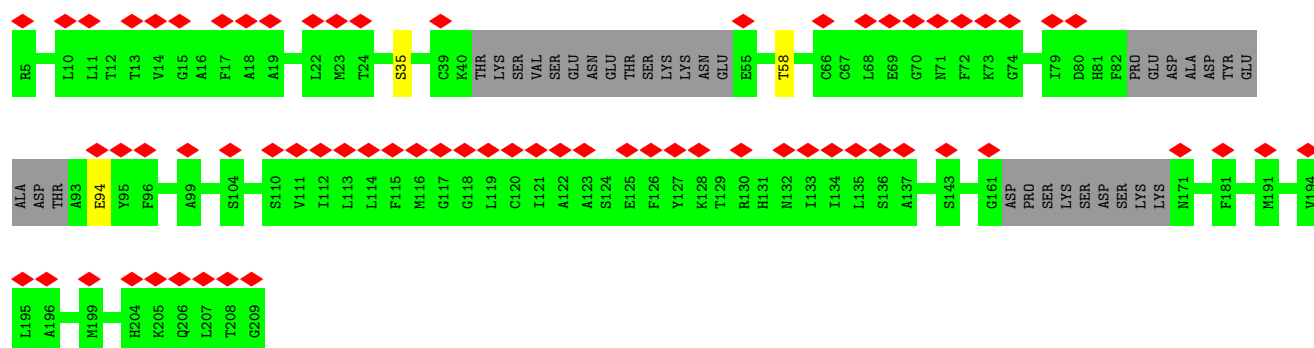 R5 L10 L11 T12 T13 V14 G15 A16 F17 A18 A19 L22 M23 T24 S35 C39 K40 THR LYS SER VAL SER GLU ASN GLU THR SER LYS LYS ASN GLU E55 T58 C66 C67 L68 E69 G70 N71 F72 K73 G74 I79 D80 H81 F82 PRO GLU ASP ALA ASP TYR GLU
ALA ASP THR A93 E94 Y95 F96 A99 S104 S110 V111 I112 L113 L114 F115 M116 G117 G118 L119 C120 I121 A122 A123 S124 E125 F126 Y127 K128 T129 R130 H131 N132 I133 I134 L135 S136 A137 S143 G161 ASP PRO SER LYS SER ASP SER LYS LYS N171 F181 M191 V194
L195 A196 M199 H204 K205 Q206 L207 T208 G209